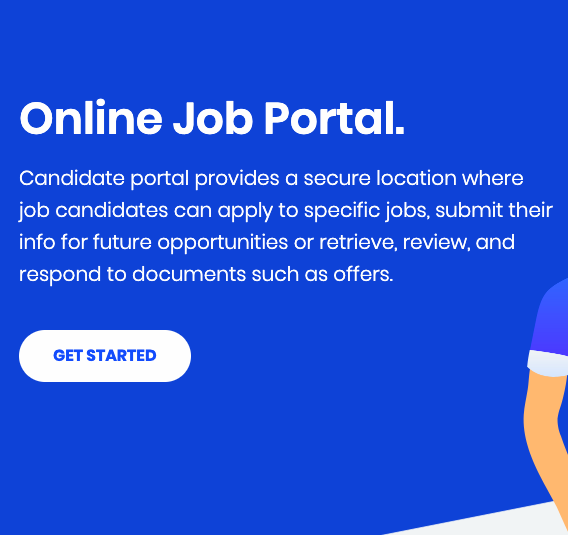 Online Job Portal.
Candidate portal provides a secure location where
job candidates can apply to specific jobs, submit their
info for future opportunities or retrieve, review, and
respond to documents such as offers.
GET STARTED